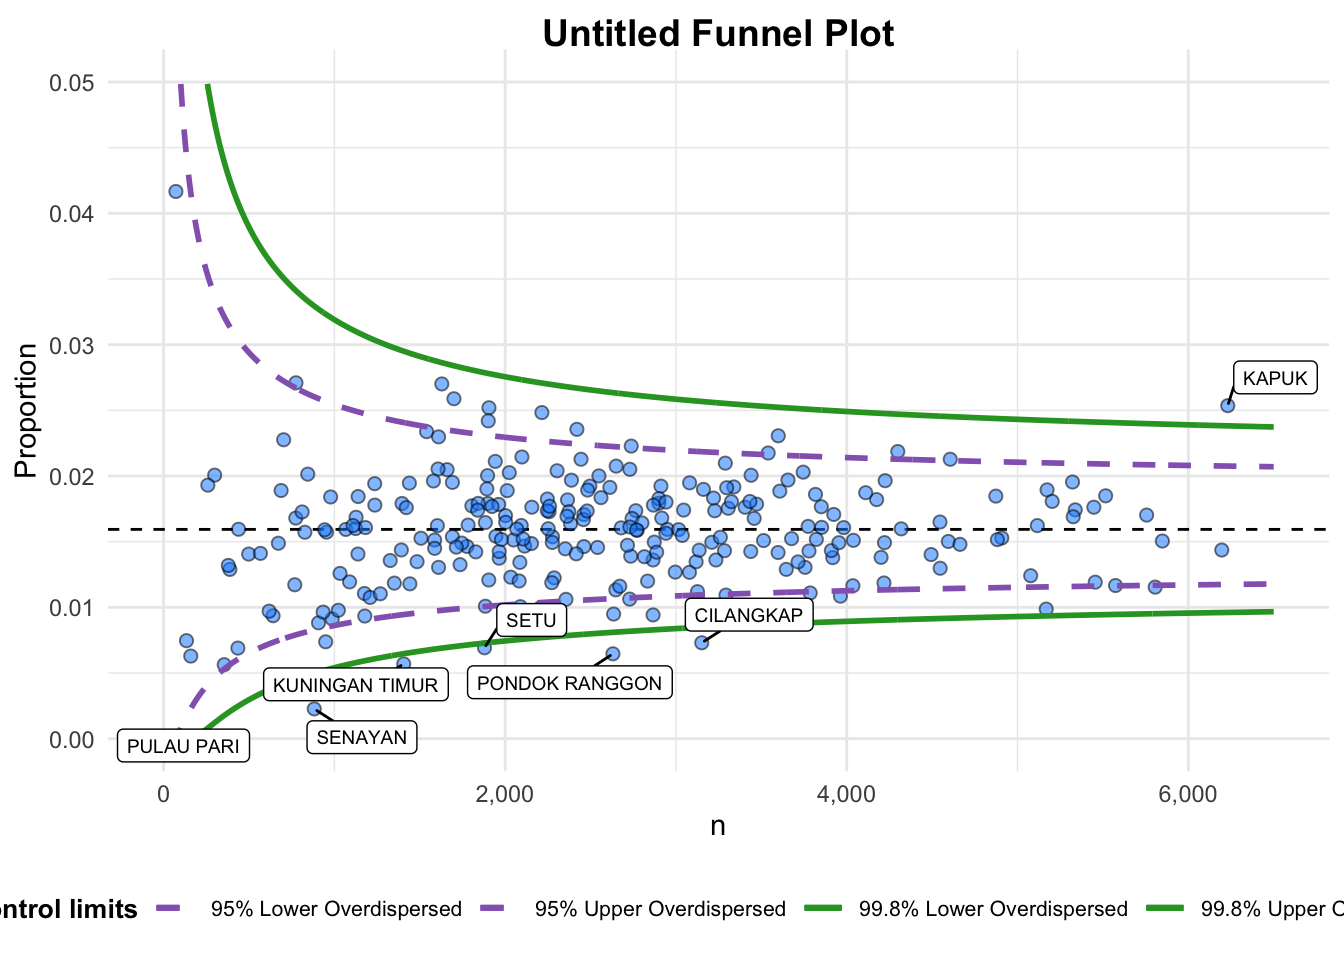 Untitled Funnel Plot
0.05
0.04
0.03
0.02
0.01
0.00
Proportion
KAPUK
CILANGKAP
SETU
KUNINGAN TIMUR
PONDOK RANGGON
SENAYAN
PULAU PARI
0
2,000
4,000
6,000
n
ontrol limits
95% Lower Overdispersed
95% Upper Overdispersed
99.8% Lower Overdispersed
99.8% Upper O